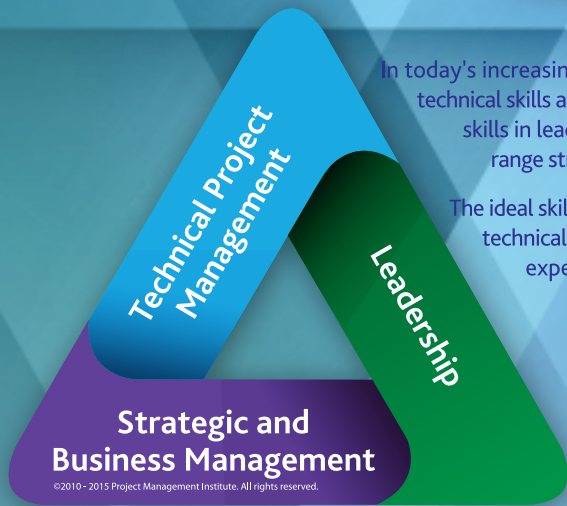 Technical Project
Management
In today's increasin
technical skills a
skills in lea
range st
The ideal skil
technical
expe
Leadership
Strategic and
Business Management
©2010 - 2015 Project Management Institute. All rights reserved.